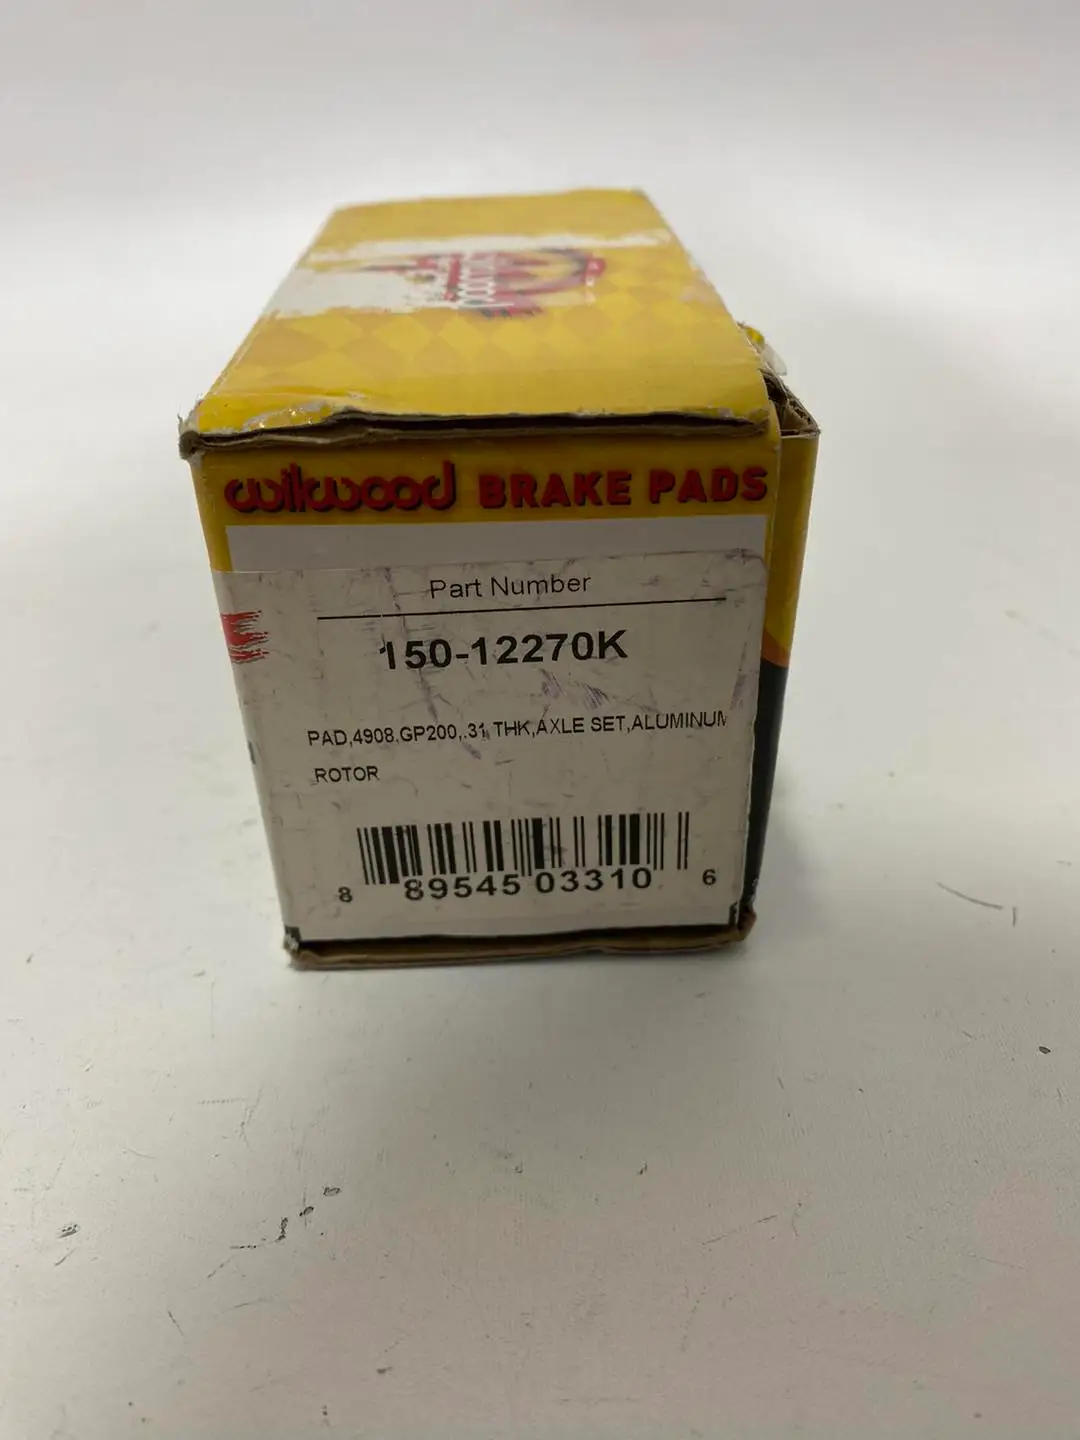 wilwood BRAKE PADS
Part Number
150-12270K
PAD,4908,GP200,.31 THK,AXLE SET,ALUMINUM
ROTOR
8 89545 03310 6